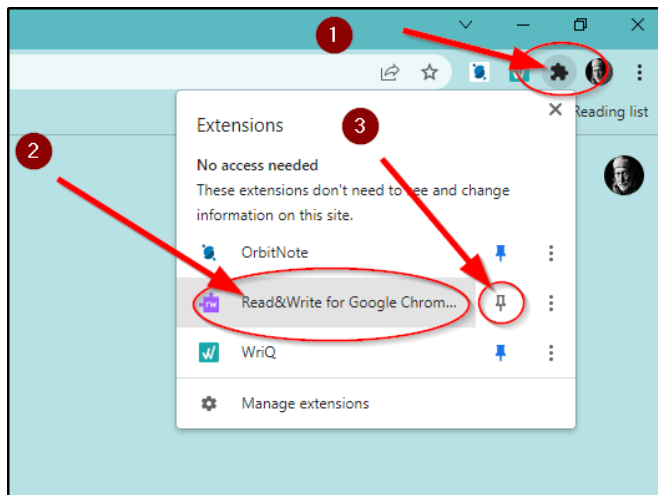 1
Reading list
Extensions
3
2
No access needed
These extensions don't need to see and change
information on this site.
OrbitNote
rw
Read&Write for Google Chrom...
WriQ
Manage extensions